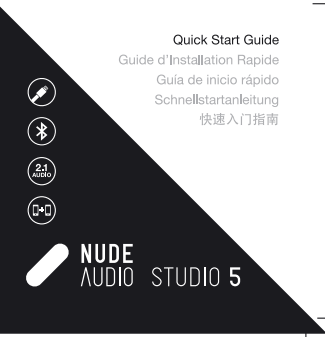 Quick Start Guide
Guide d'Installation Rapide
Guía de inicio rápido
Schnellstartanleitung
快速入门指南
2.1
AUDIO
NUDE
AUDIO STUDIO 5